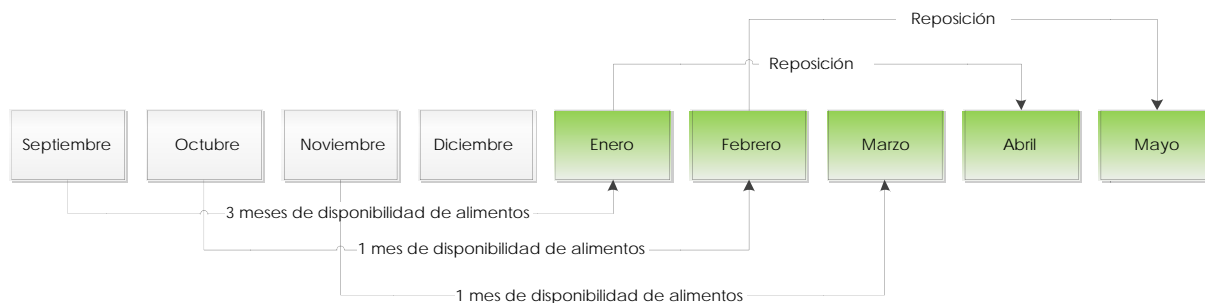 Reposición
Reposición
Septiembre
Octubre
Noviembre
Diciembre
Enero
Febrero
Marzo
Abril
Mayo
3 meses de disponibilidad de alimentos
1 mes de disponibilidad de alimentos
1 mes de disponibilidad de alimentos